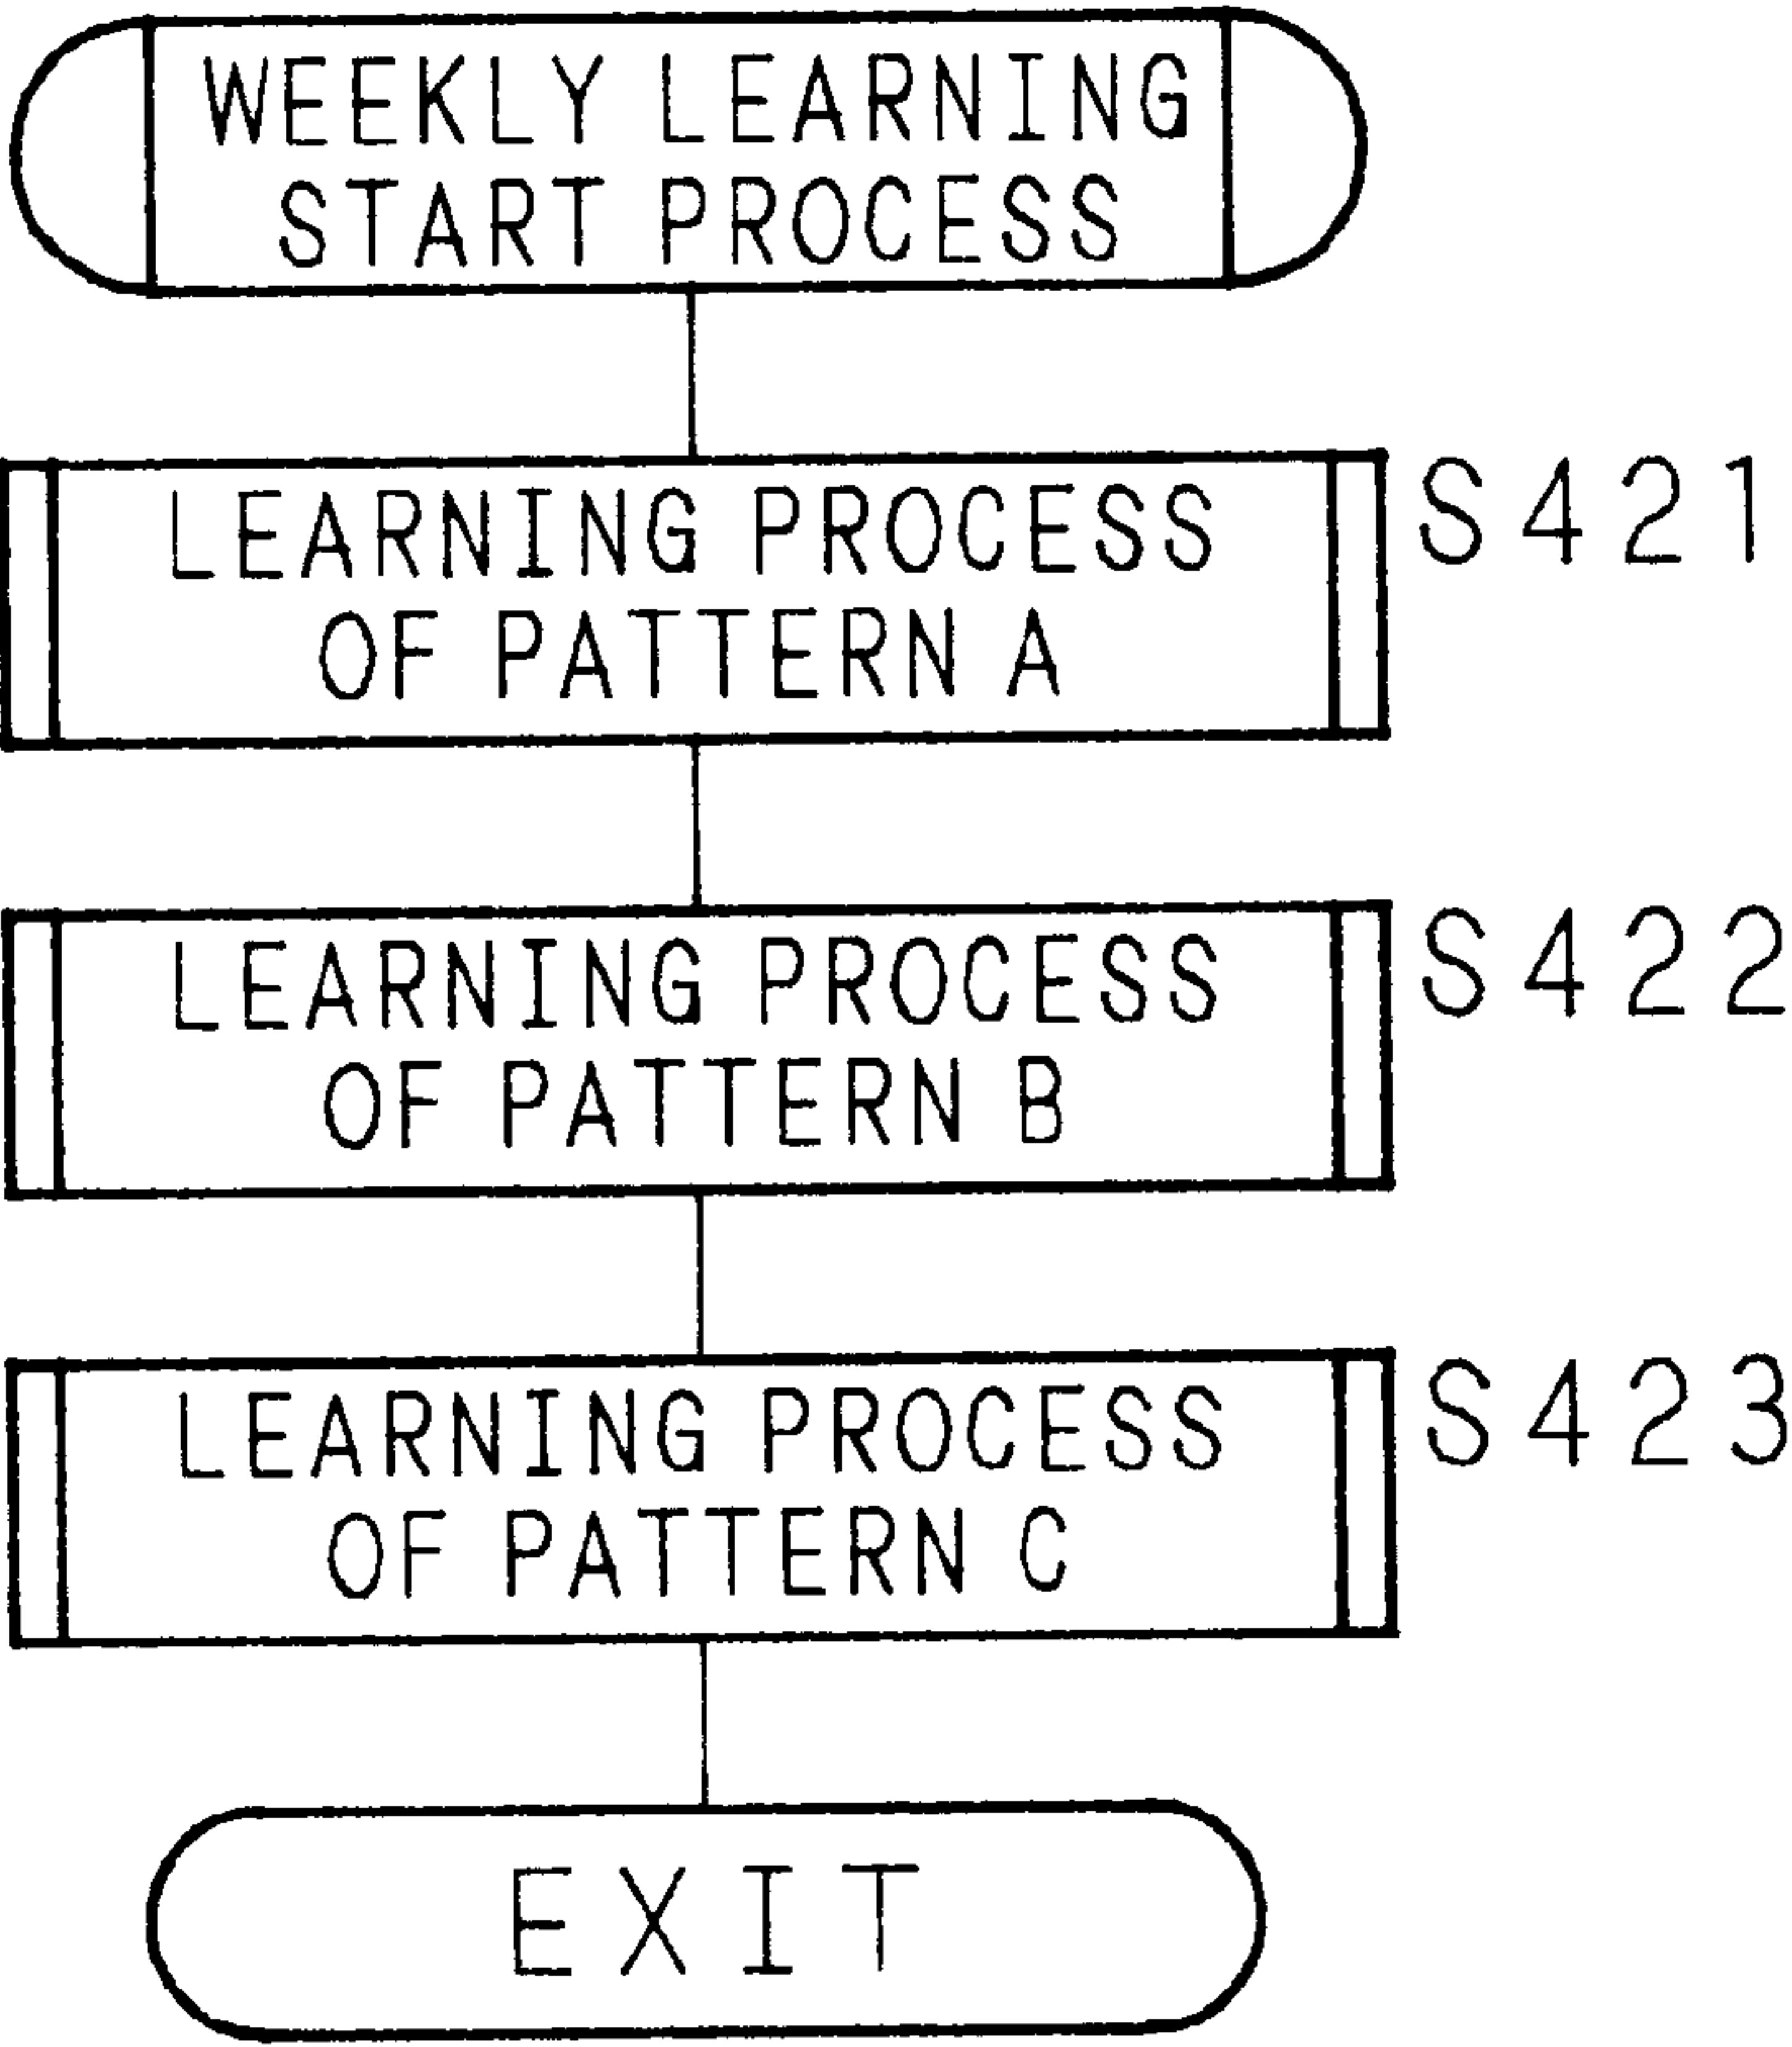 WEEKLY LEARNING
START PROCESS
LEARNING PROCESS
OF PATTERN A
S421
LEARNING PROCESS
OF PATTERN B
S422
LEARNING PROCESS
OF PATTERN C
S423
EXIT